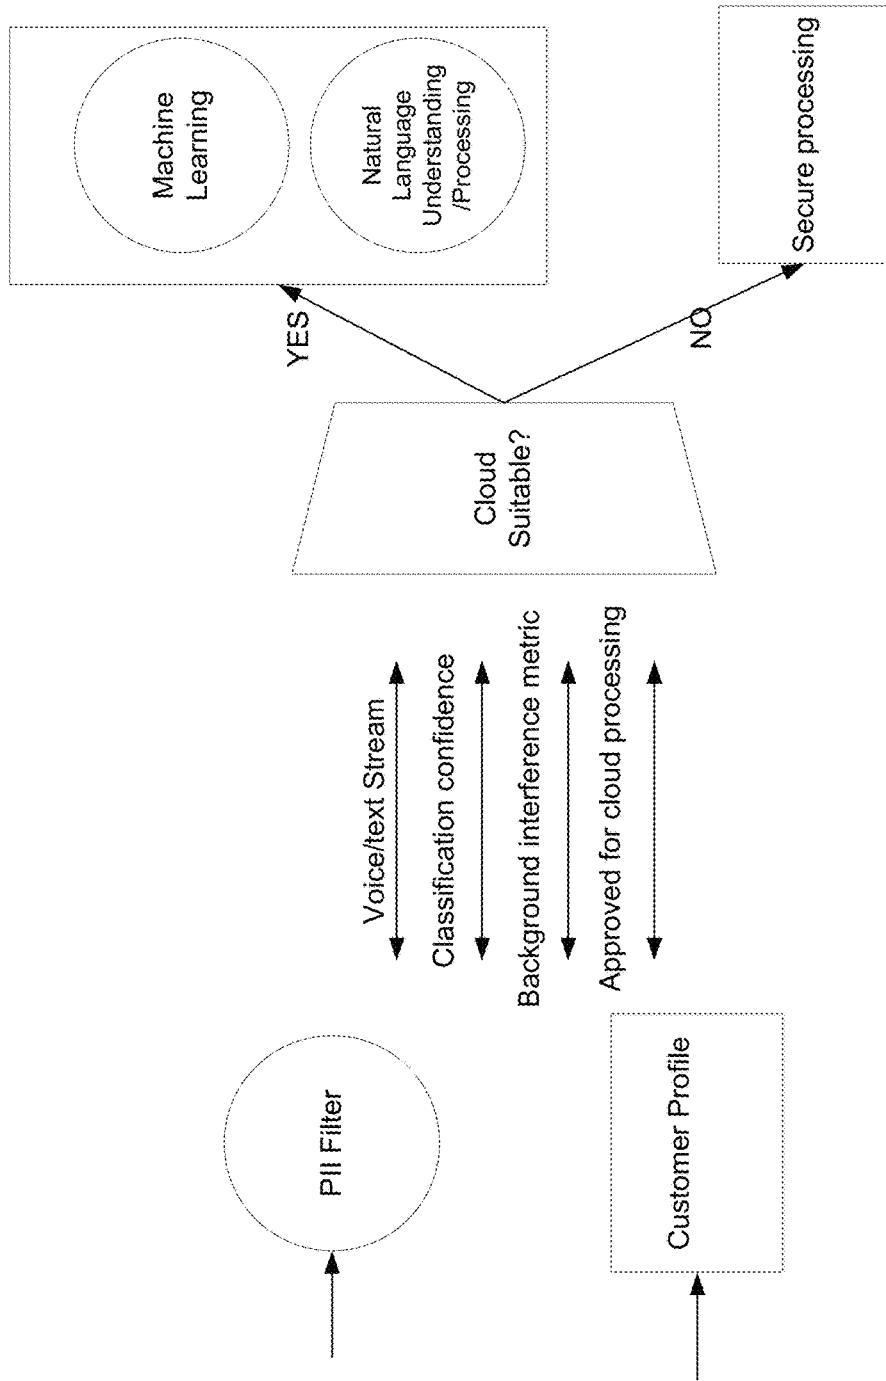 PII Filter
Customer Profile
Voice/text Stream
Classification confidence
Background interference metric
Approved for cloud processing
Cloud
Suitable?
YES
NO
Machine
Learning
Natural
Language
Understanding
/Processing
Secure processing